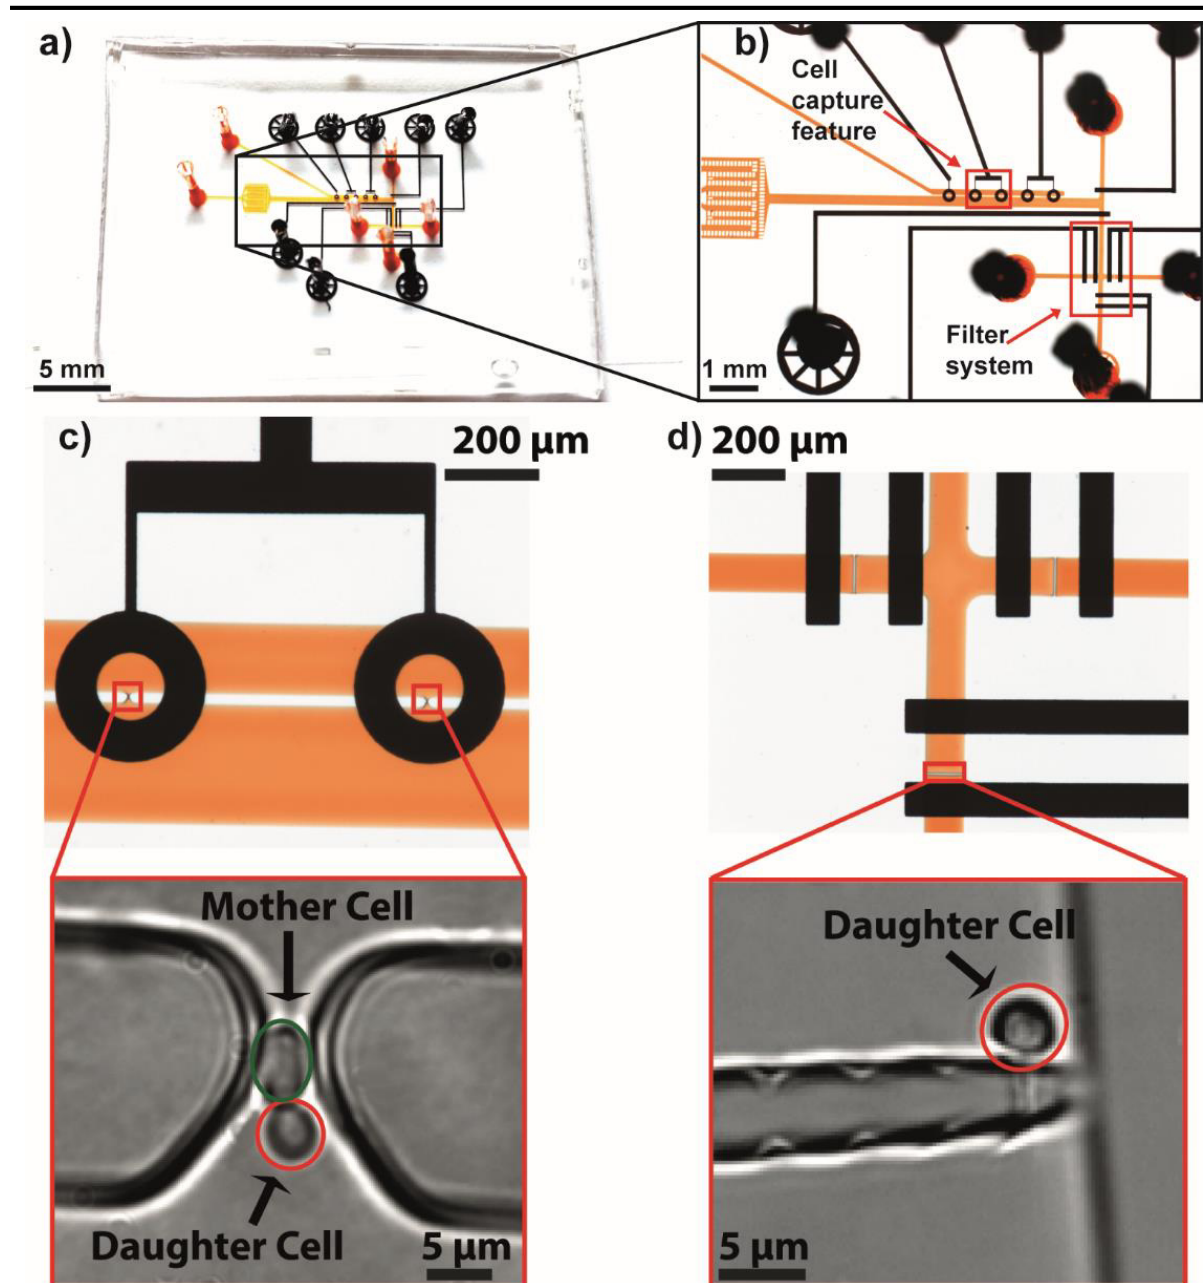 a)
5 mm
b)
Cell
capture
feature
Filter
system
1 mm
c)
200 µm
Mother Cell
Daughter Cell
5 µm
d)
200 µm
Daughter Cell
5 µm